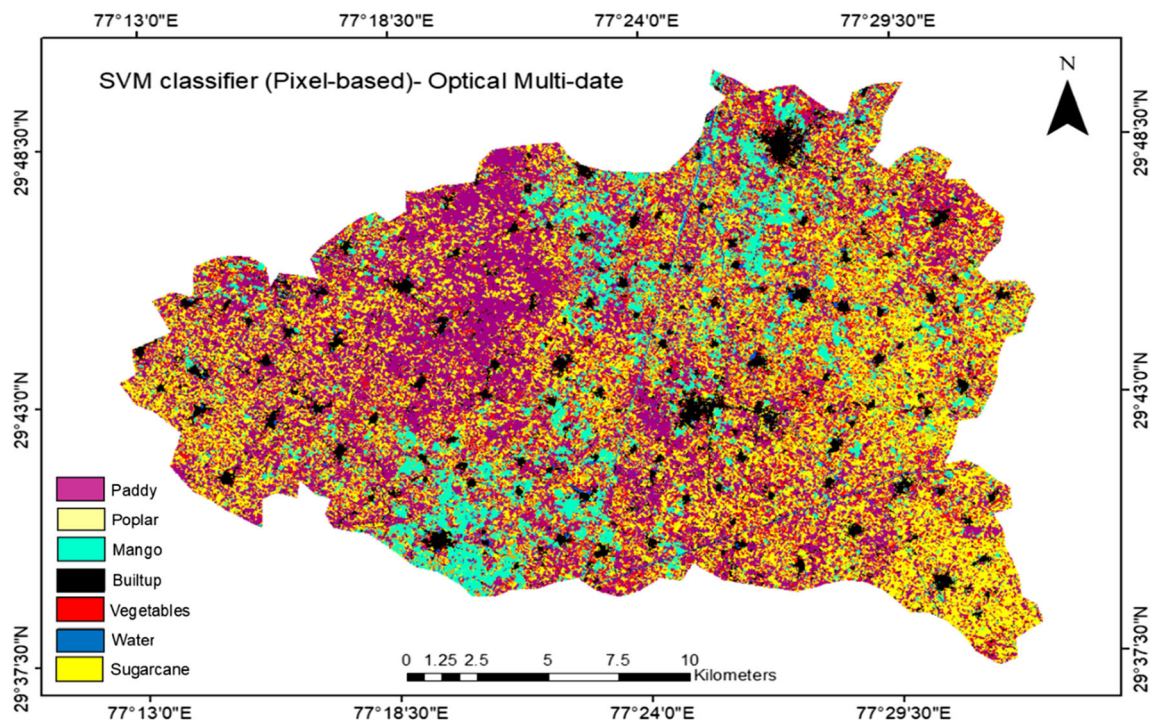 77°13'0"E 77°18'30"E 77°24'0"E 77°29'30"E
SVM classifier (Pixel-based)- Optical Multi-date
N
29°48'30"N
29°48'30"N
29°43'0"N
29°43'0"N
29°37'30"N
29°37'30"N
Paddy
Poplar
Mango
Builtup
Vegetables
Water
Sugarcane
0 1.25 2.5 5 7.5 10
Kilometers
77°13'0"E 77°18'30"E 77°24'0"E 77°29'30"E